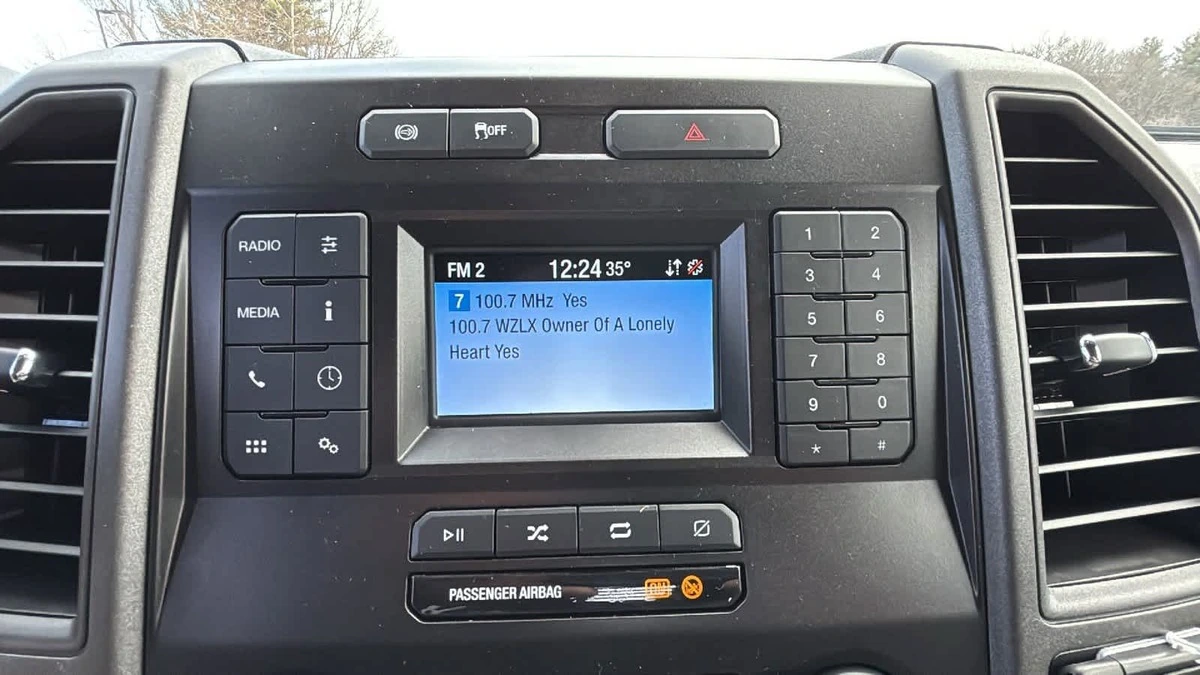 OFF
RADIO
MEDIA
i
FM 2 12:24 35°
7 100.7 MHz Yes
100.7 WZLX Owner Of A Lonely
Heart Yes
1 2
3 4
5 6
7 8
9 0
* #
PASSENGER AIRBAG